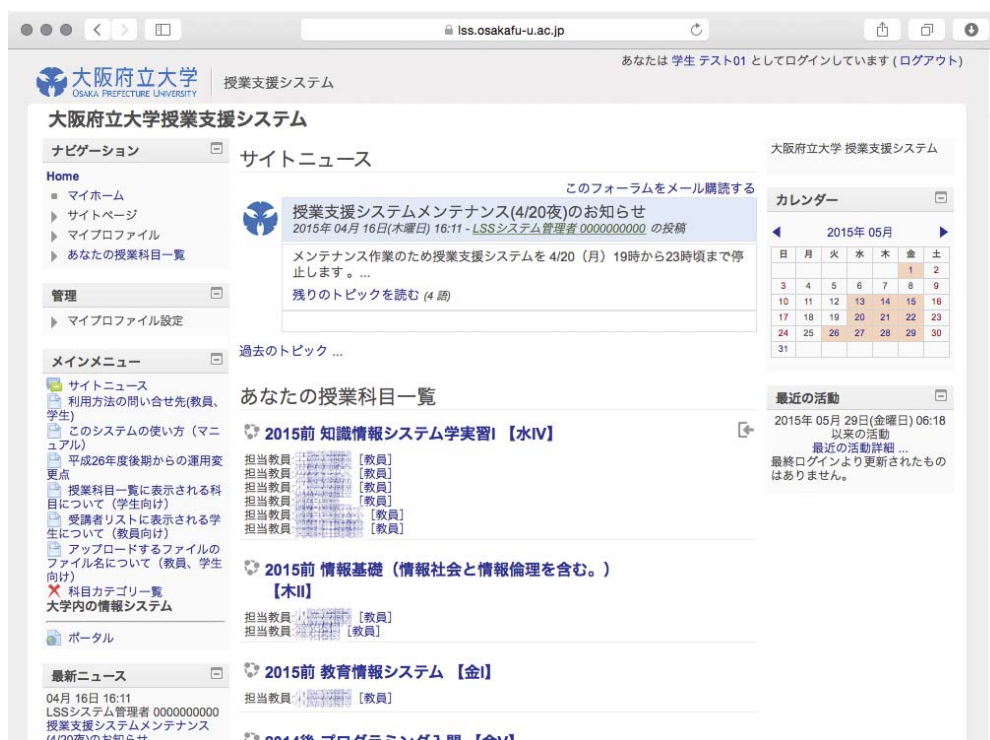 lss.osakafu-u.ac.jp
あなたは 学生 テスト01 としてログインしています (ログアウト)
大阪府立大学
OSAKA PREFECTURE UNIVERSITY
授業支援システム
大阪府立大学授業支援システム
ナビゲーション
Home
マイホーム
サイトページ
マイプロファイル
あなたの授業科目一覧
管理
マイプロファイル設定
メインメニュー
サイトニュース
利用方法の問い合せ先(教員、
学生)
このシステムの使い方（マニ
ュアル）
平成26年度後期からの運用変
更点
授業科目一覧に表示される科
目について（学生向け）
受講者リストに表示される学
生について（教員向け）
アップロードするファイルの
ファイル名について（教員、学生
向け）
科目カテゴリ一覧
大学内の情報システム
ポータル
最新ニュース
04月 16日 16:11
LSSシステム管理者 0000000000
授業支援システムメンテナンス
(4/20夜)のお知らせ
サイトニュース
このフォーラムをメール購読する
授業支援システムメンテナンス(4/20夜)のお知らせ
2015年 04月 16日(木曜日) 16:11 - LSSシステム管理者 0000000000 の投稿
メンテナンス作業のため授業支援システムを 4/20（月）19時から23時頃まで停
止します 。...
残りのトピックを読む (4 語)
過去のトピック ...
あなたの授業科目一覧
2015前 知識情報システム学実習I 【水IV】
担当教員: [教員]
担当教員: [教員]
担当教員: [教員]
担当教員: [教員]
担当教員: [教員]
担当教員: [教員]
2015前 情報基礎（情報社会と情報倫理を含む。）
【木II】
担当教員: [教員]
担当教員: [教員]
2015前 教育情報システム 【金I】
担当教員: [教員]
2014後 プログラミング入門 【金V】
大阪府立大学 授業支援システム
カレンダー
2015年 05月
日 月 火 水 木 金 土
1 2
3 4 5 6 7 8 9
10 11 12 13 14 15 16
17 18 19 20 21 22 23
24 25 26 27 28 29 30
31
最近の活動
2015年 05月 29日(金曜日) 06:18
以来の活動
最近の活動詳細 ...
最終ログインより更新されたもの
はありません。